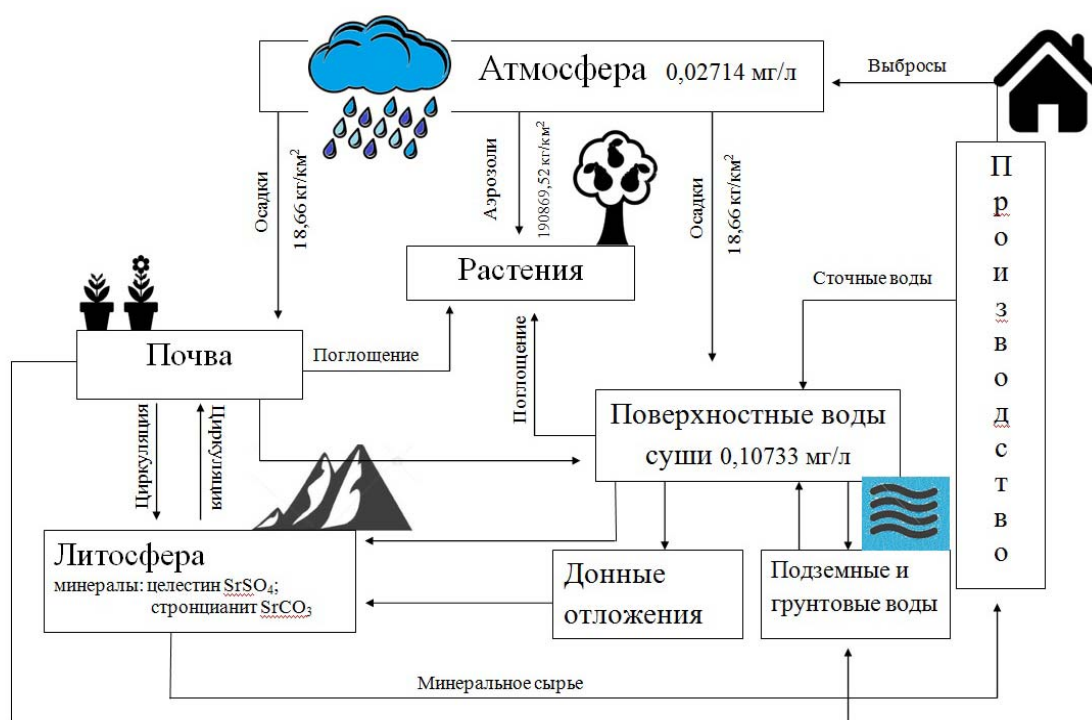 Атмосфера 0,02714 мг/л
Выбросы
Осадки
18,66 кг/км²
Аэрозоли
190869,52 кг/км²
Осадки
18,66 кг/км²
Производство
Растения
Сточные воды
Почва
Поглощение
Поглощение
Поверхностные воды
суши 0,10733 мг/л
Циркуляция
Циркуляция
Литосфера
минералы: целестин SrSO₄;
стронцианит SrCO₃
Донные
отложения
Подземные и
грунтовые воды
Минеральное сырье